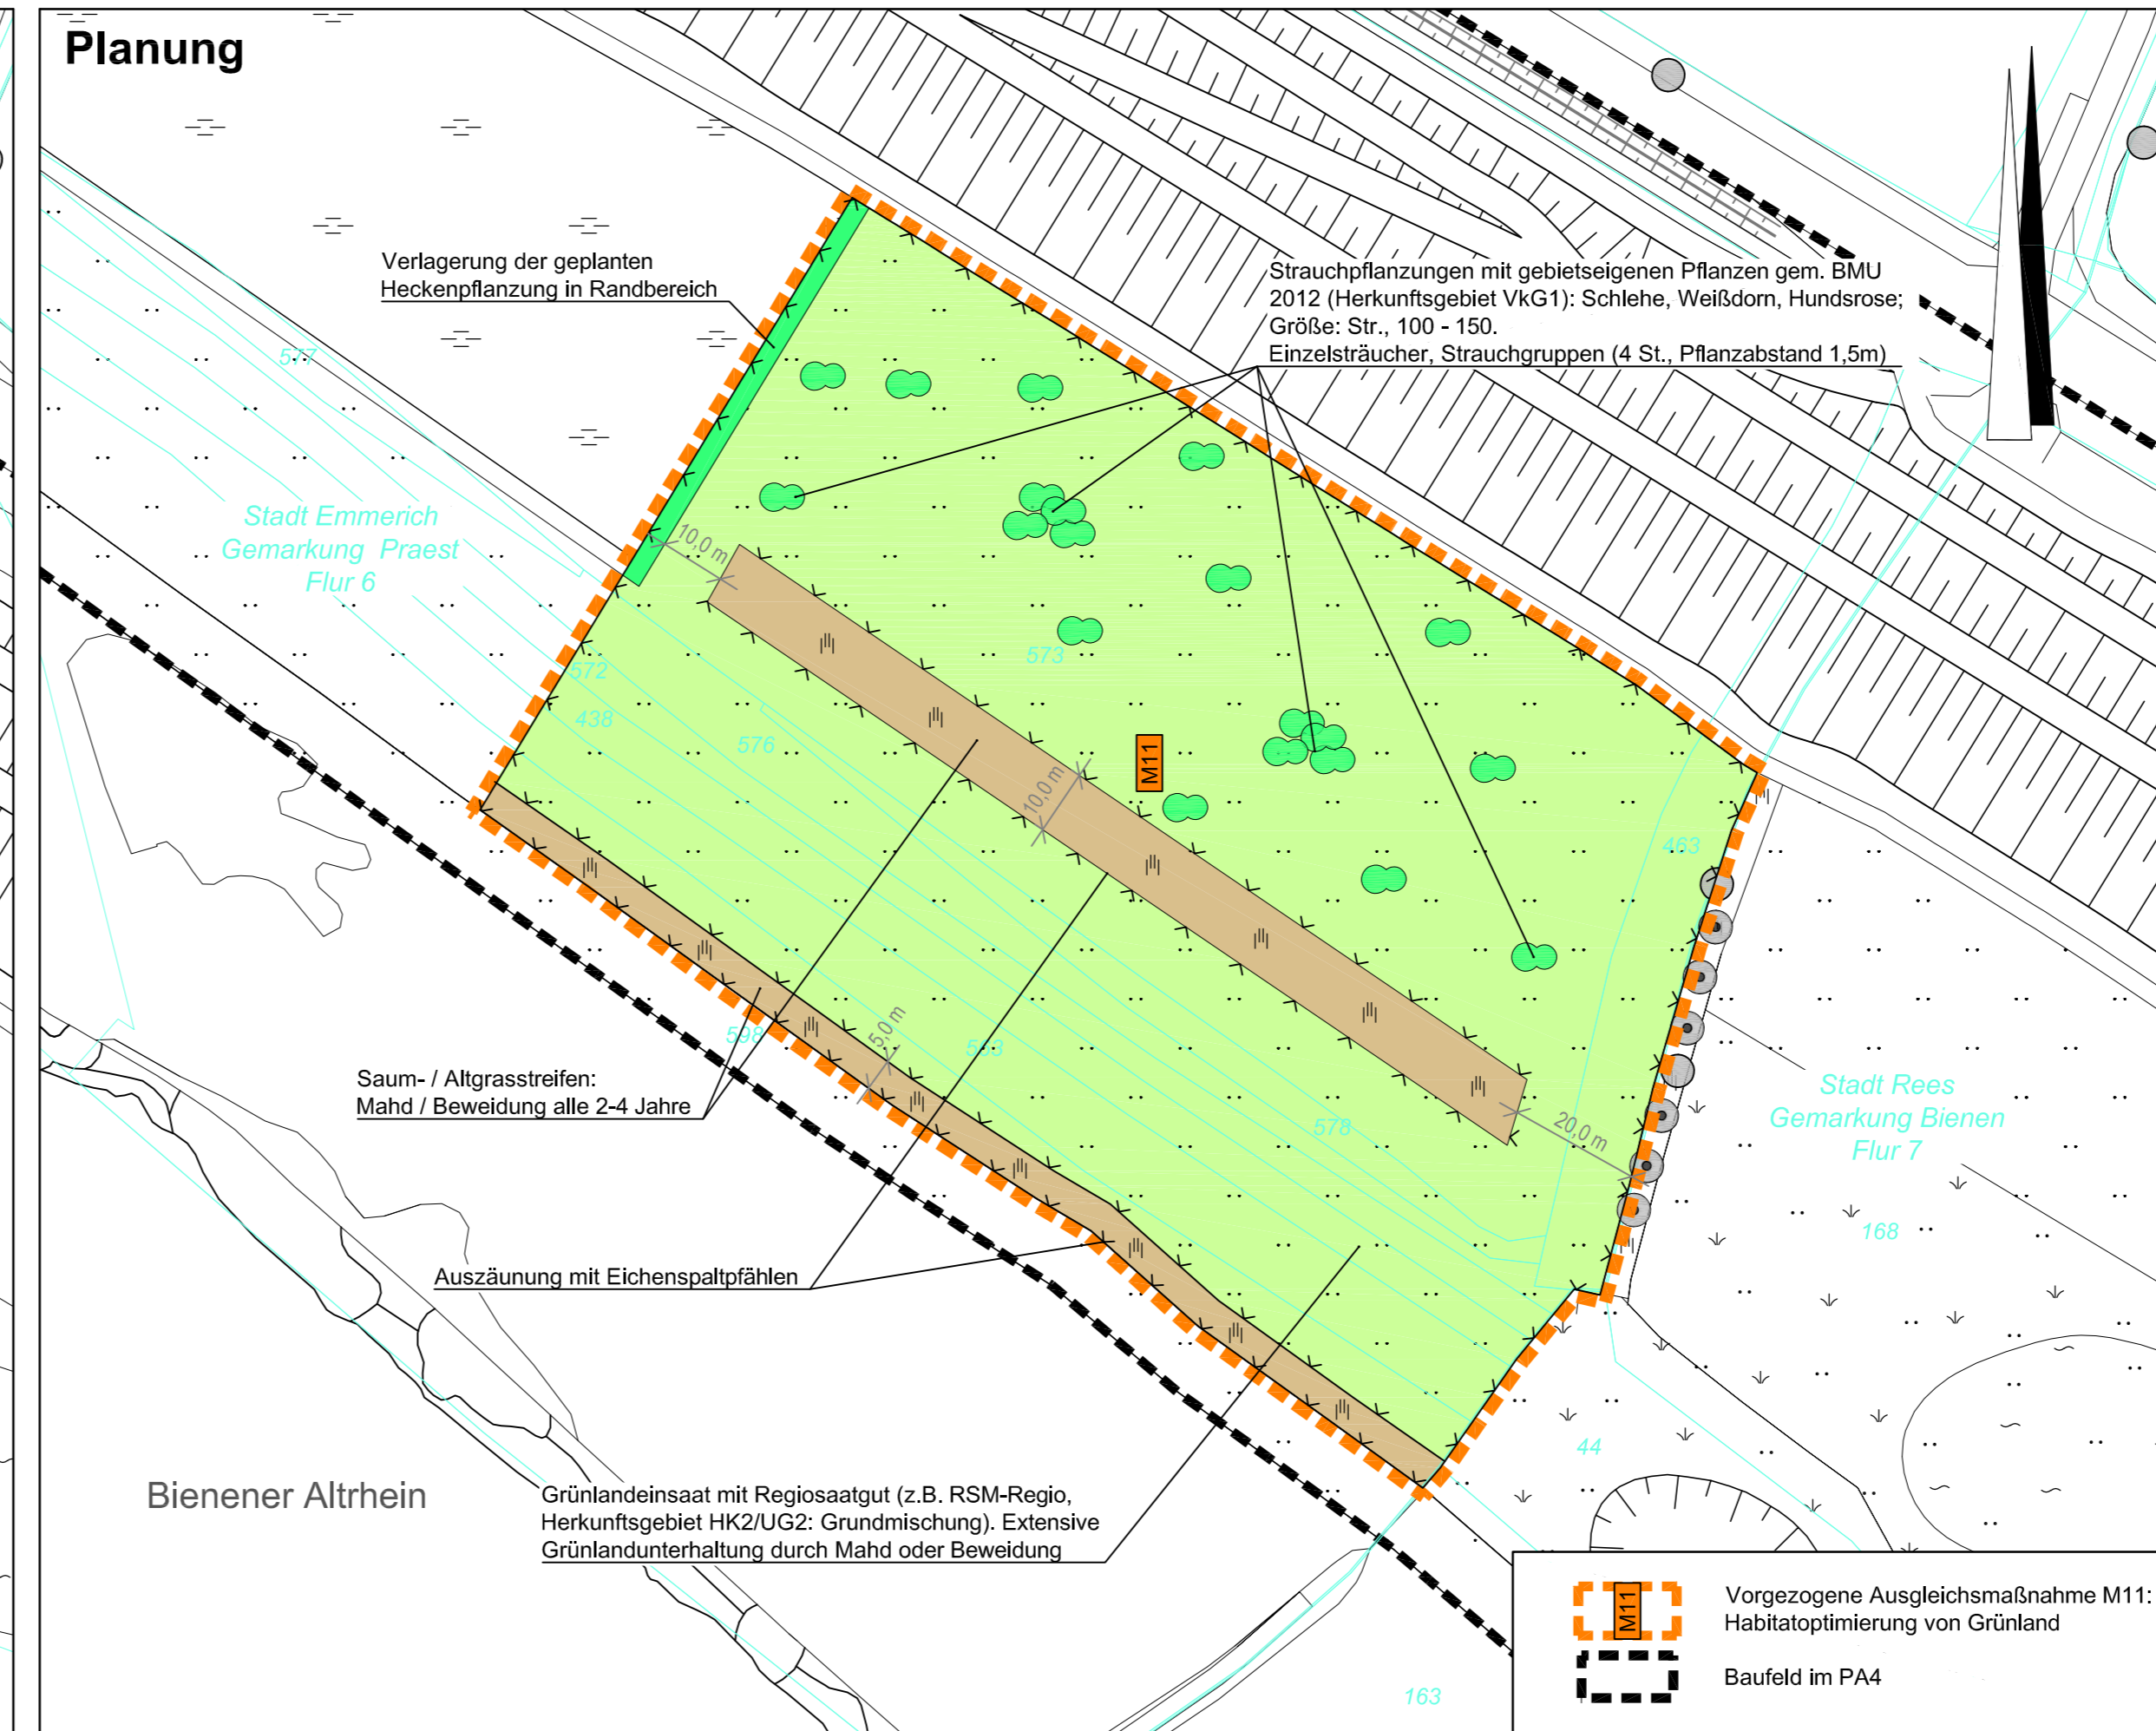 Planung
Verlagerung der geplanten
Heckenpflanzung in Randbereich
Strauchpflanzungen mit gebietseigenen Pflanzen gem. BMU
2012 (Herkunftsgebiet VkG1): Schlehe, Weißdorn, Hundsrose;
Größe: Str., 100 - 150.
Einzelsträucher, Strauchgruppen (4 St., Pflanzabstand 1,5m)
577
Stadt Emmerich
Gemarkung Praest
Flur 6
10,0 m
572
438
576
573
M11
10,0 m
463
598
5,0 m
553
578
20,0 m
Stadt Rees
Gemarkung Bienen
Flur 7
168
Saum- / Altgrasstreifen:
Mahd / Beweidung alle 2-4 Jahre
Auszäunung mit Eichenspaltpfählen
44
Bienener Altrhein
Grünlandeinsaat mit Regiosaatgut (z.B. RSM-Regio,
Herkunftsgebiet HK2/UG2: Grundmischung). Extensive
Grünlandunterhaltung durch Mahd oder Beweidung
163
M11
Vorgezogene Ausgleichsmaßnahme M11:
Habitatoptimierung von Grünland
Baufeld im PA4